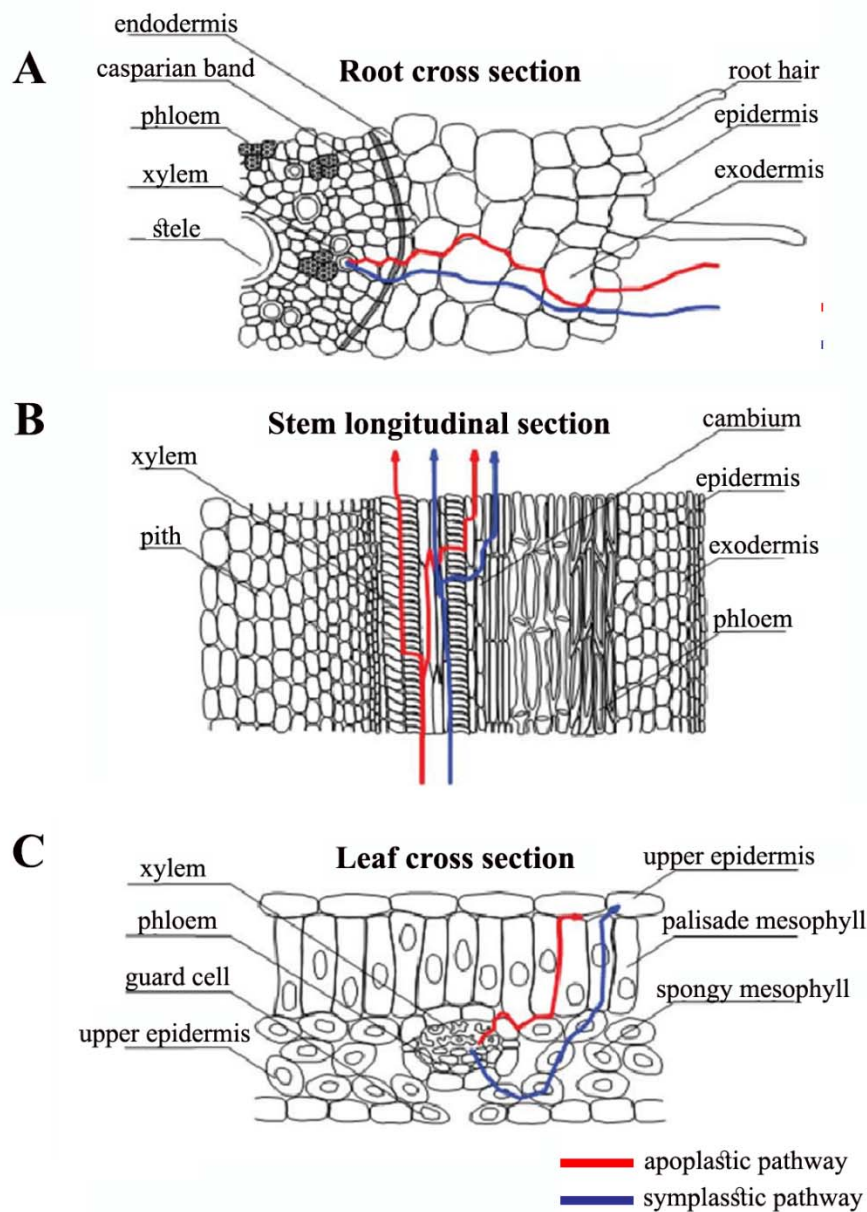 A
Root cross section
endodermis
casparian band
phloem
xylem
stele
root hair
epidermis
exodermis
B
Stem longitudinal section
xylem
pith
cambium
epidermis
exodermis
phloem
C
Leaf cross section
xylem
phloem
guard cell
upper epidermis
upper epidermis
palisade mesophyll
spongy mesophyll
apoplastic pathway
symplasstic pathway